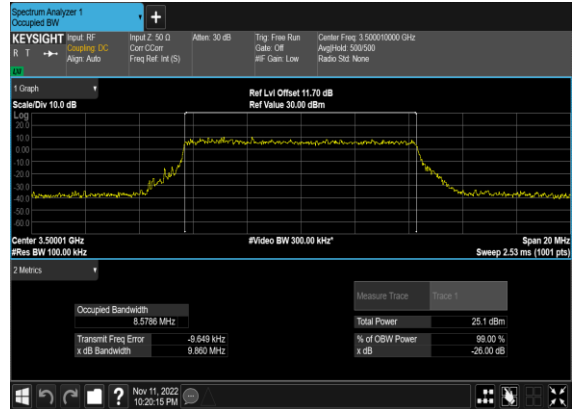 Spectrum Analyzer 1
Occupied BW
+
KEYSIGHT Input: RF Input Z: 50 Ω Atten: 30 dB Trig: Free Run Center Freq: 3.500010000 GHz
R T Coupling: DC Corr CCorr Gate: Off Avg|Hold: 500/500
Align: Auto Freq Ref: Int (S) #IF Gain: Low Radio Std: None
1 Graph
Ref Lvl Offset 11.70 dB
Scale/Div 10.0 dB Ref Value 30.00 dBm
Log
20.0
10.0
0.00
-10.0
-20.0
-30.0
-40.0
-50.0
-60.0
Center 3.50001 GHz #Video BW 300.00 kHz* Span 20 MHz
#Res BW 100.00 kHz Sweep 2.53 ms (1001 pts)
2 Metrics
Measure Trace Trace 1
Occupied Bandwidth
8.5786 MHz Total Power 25.1 dBm
Transmit Freq Error -9.649 kHz % of OBW Power 99.00 %
x dB Bandwidth 9.860 MHz x dB -26.00 dB
? Nov 11, 2022
10:20:15 PM